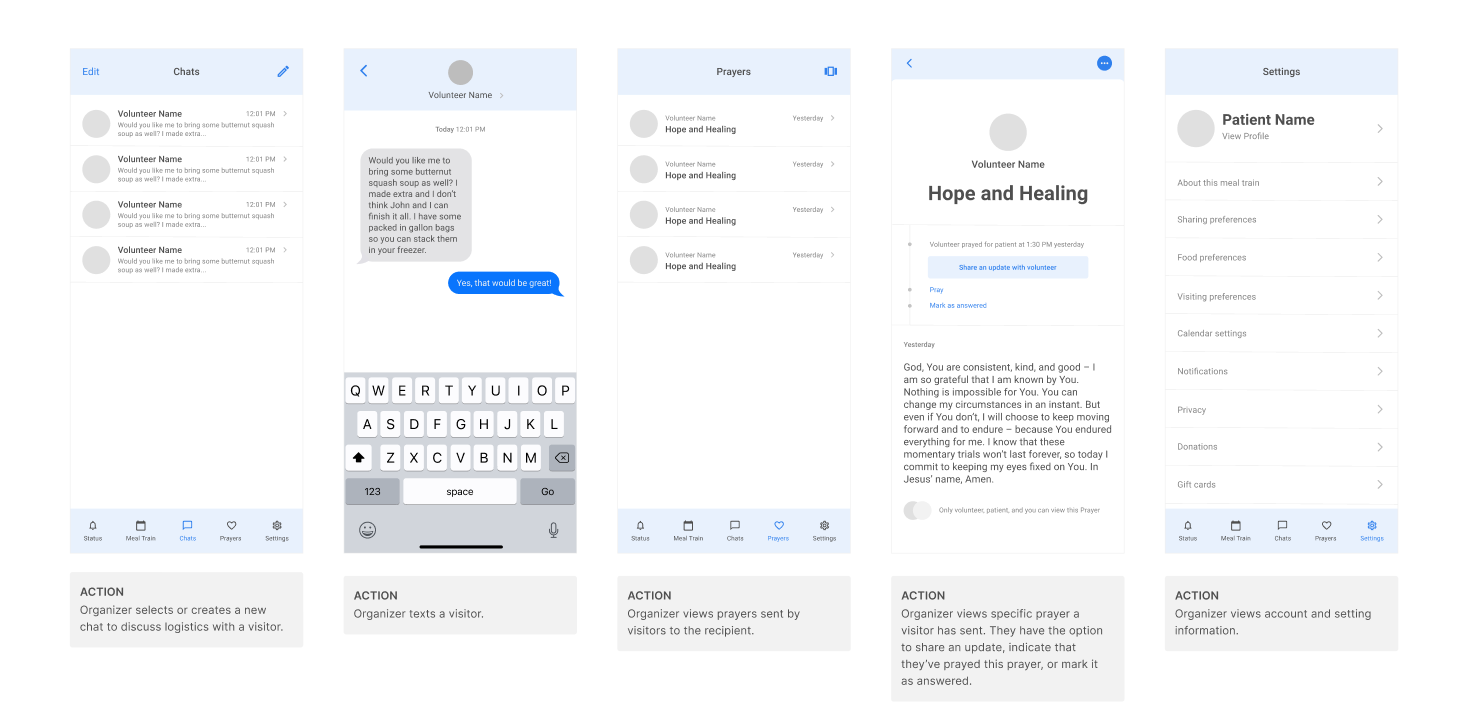 Edit
Chats
Volunteer Name
12:01 PM
Would you like me to bring some butternut squash
soup as well? I made extra...
Volunteer Name
12:01 PM
Would you like me to bring some butternut squash
soup as well? I made extra...
Volunteer Name
12:01 PM
Would you like me to bring some butternut squash
soup as well? I made extra...
Volunteer Name
12:01 PM
Would you like me to bring some butternut squash
soup as well? I made extra...
Status
Meal Train
Chats
Prayers
Settings
ACTION
Organizer selects or creates a new
chat to discuss logistics with a visitor.
Volunteer Name
Today 12:01 PM
Would you like me to
bring some butternut
squash soup as well? I
made extra and I don't
think John and I can
finish it all. I have some
packed in gallon bags
so you can stack them
in your freezer.
Yes, that would be great!
Q W E R T Y U I O P
A S D F G H J K L
Z X C V B N M
123
space
Go
ACTION
Organizer texts a visitor.
Prayers
Volunteer Name
Yesterday
Hope and Healing
Volunteer Name
Yesterday
Hope and Healing
Volunteer Name
Yesterday
Hope and Healing
Volunteer Name
Yesterday
Hope and Healing
Status
Meal Train
Chats
Prayers
Settings
ACTION
Organizer views prayers sent by
visitors to the recipient.
Volunteer Name
Hope and Healing
Volunteer prayed for patient at 1:30 PM yesterday
Share an update with volunteer
Pray
Mark as answered
Yesterday
God, You are consistent, kind, and good – I
am so grateful that I am known by You.
Nothing is impossible for You. You can
change my circumstances in an instant. But
even if You don't, I will choose to keep moving
forward and to endure – because You endured
everything for me. I know that these
momentary trials won't last forever, so today I
commit to keeping my eyes fixed on You. In
Jesus' name, Amen.
Only volunteer, patient, and you can view this Prayer
ACTION
Organizer views specific prayer a
visitor has sent. They have the option
to share an update, indicate that
they've prayed this prayer, or mark it
as answered.
Settings
Patient Name
View Profile
About this meal train
Sharing preferences
Food preferences
Visiting preferences
Calendar settings
Notifications
Privacy
Donations
Gift cards
Status
Meal Train
Chats
Prayers
Settings
ACTION
Organizer views account and setting
information.